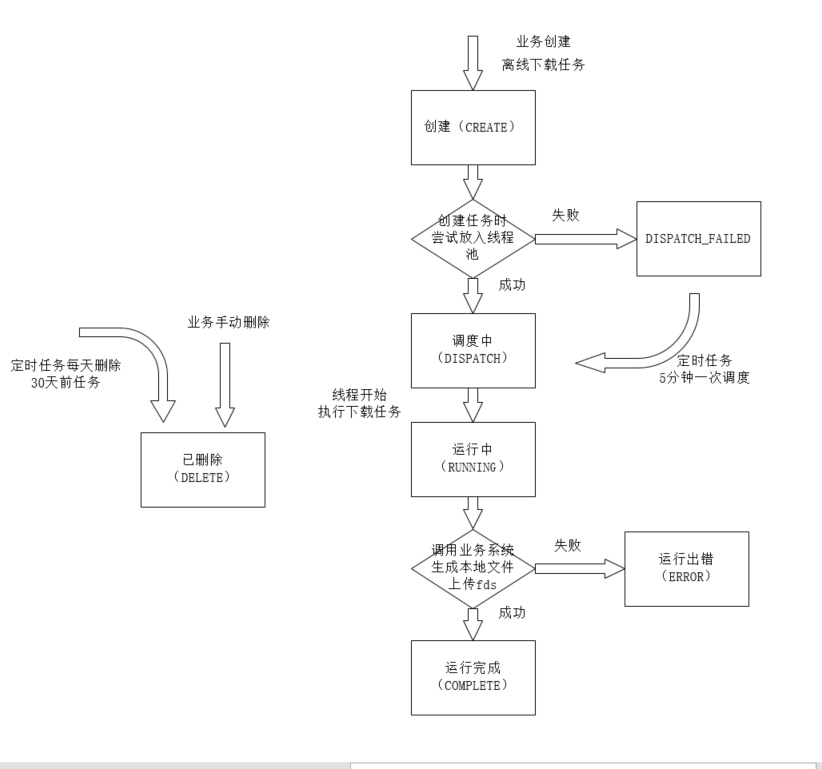 业务创建
离线下载任务
创建（CREATE）
创建任务时
尝试放入线程
池
失败
DISPATCH_FAILED
成功
调度中
（DISPATCH）
定时任务
5分钟一次调度
业务手动删除
定时任务每天删除
30天前任务
已删除
（DELETE）
线程开始
执行下载任务
运行中
（RUNNING）
调用业务系统
生成本地文件
上传fds
失败
运行出错
（ERROR）
成功
运行完成
（COMPLETE）